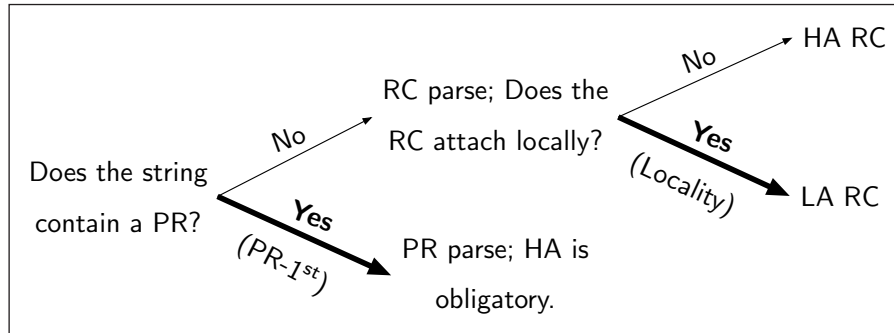 HA RC
No
RC parse; Does the
RC attach locally?
No
Yes
(Locality)
LA RC
Does the string
contain a PR?
Yes
(PR-1st)
PR parse; HA is
obligatory.